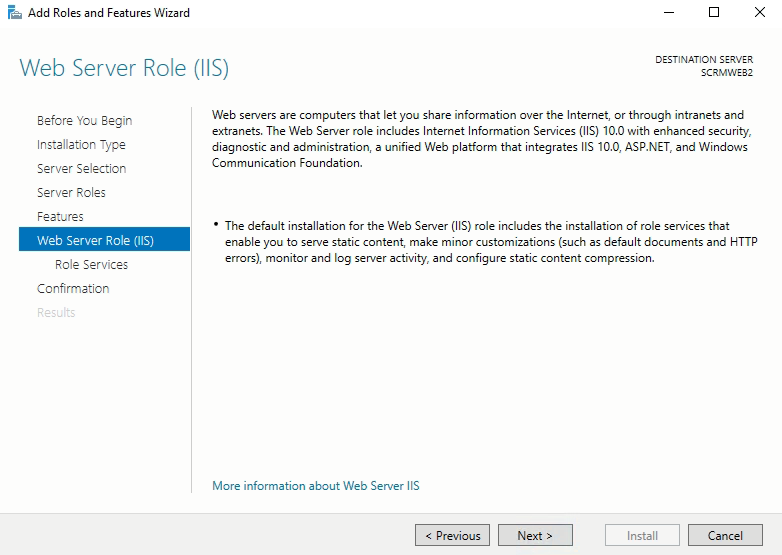 Add Roles and Features Wizard
Web Server Role (IIS)
DESTINATION SERVER
SCRMWEB2
Before You Begin
Installation Type
Server Selection
Server Roles
Features
Web Server Role (IIS)
Role Services
Confirmation
Results
Web servers are computers that let you share information over the Internet, or through intranets and
extranets. The Web Server role includes Internet Information Services (IIS) 10.0 with enhanced security,
diagnostic and administration, a unified Web platform that integrates IIS 10.0, ASP.NET, and Windows
Communication Foundation.
• The default installation for the Web Server (IIS) role includes the installation of role services that
enable you to serve static content, make minor customizations (such as default documents and HTTP
errors), monitor and log server activity, and configure static content compression.
More information about Web Server IIS
< Previous
Next >
Install
Cancel